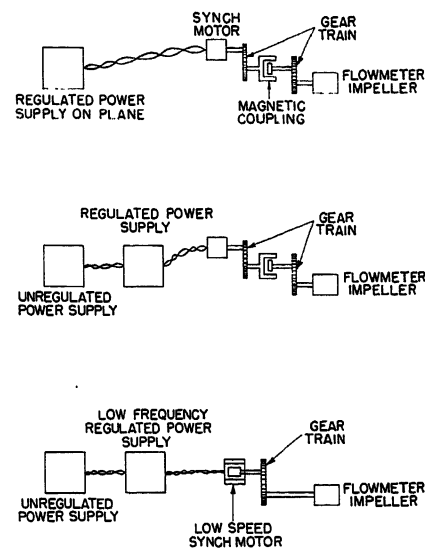 SYNCH
MOTOR
GEAR
TRAIN
FLOWMETER
IMPELLER
MAGNETIC
COUPLING
REGULATED POWER
SUPPLY ON PLANE
REGULATED POWER
SUPPLY
GEAR
TRAIN
FLOWMETER
IMPELLER
UNREGULATED
POWER SUPPLY
LOW FREQUENCY
REGULATED POWER
SUPPLY
GEAR
TRAIN
FLOWMETER
IMPELLER
UNREGULATED
POWER SUPPLY
LOW SPEED
SYNCH MOTOR